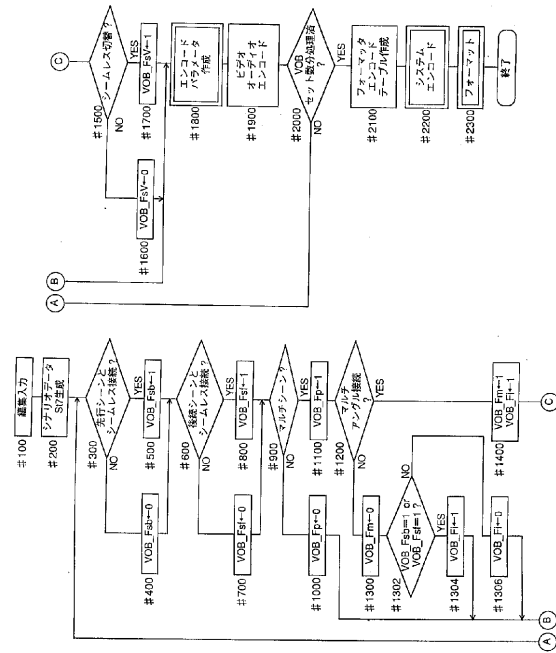 #100
編集入力
#200
シナリオデータ
St7生成
#300
先行シーンと
シームレス接続?
NO
YES
#400
VOB_Fsb←0
#500
VOB_Fsb←1
#600
後続シーンと
シームレス接続?
NO
YES
#700
VOB_Fsf←0
#800
VOB_Fsf←1
#900
マルチシーン?
NO
YES
#1000
VOB_Fp←0
#1100
VOB_Fp←1
#1200
マルチ
アングル接続
?
NO
YES
#1300
VOB_Fm←0
#1302
VOB_Fsb=1 or
VOB_Fsf=1 ?
NO
YES
#1304
VOB_Fi←1
#1306
VOB_Fi←0
#1400
VOB_Fm←1
VOB_Fi←1
A
B
C
A
B
C
#1500
シームレス切替?
NO
YES
#1600
VOB_FsV←0
#1700
VOB_FsV←1
#1800
エンコード
パラメータ
作成
#1900
ビデオ
オーディオ
エンコード
#2000
VOB
セット数分処理済
?
NO
YES
#2100
フォーマッタ
エンコード
テーブル作成
#2200
システム
エンコード
#2300
フォーマット
終了